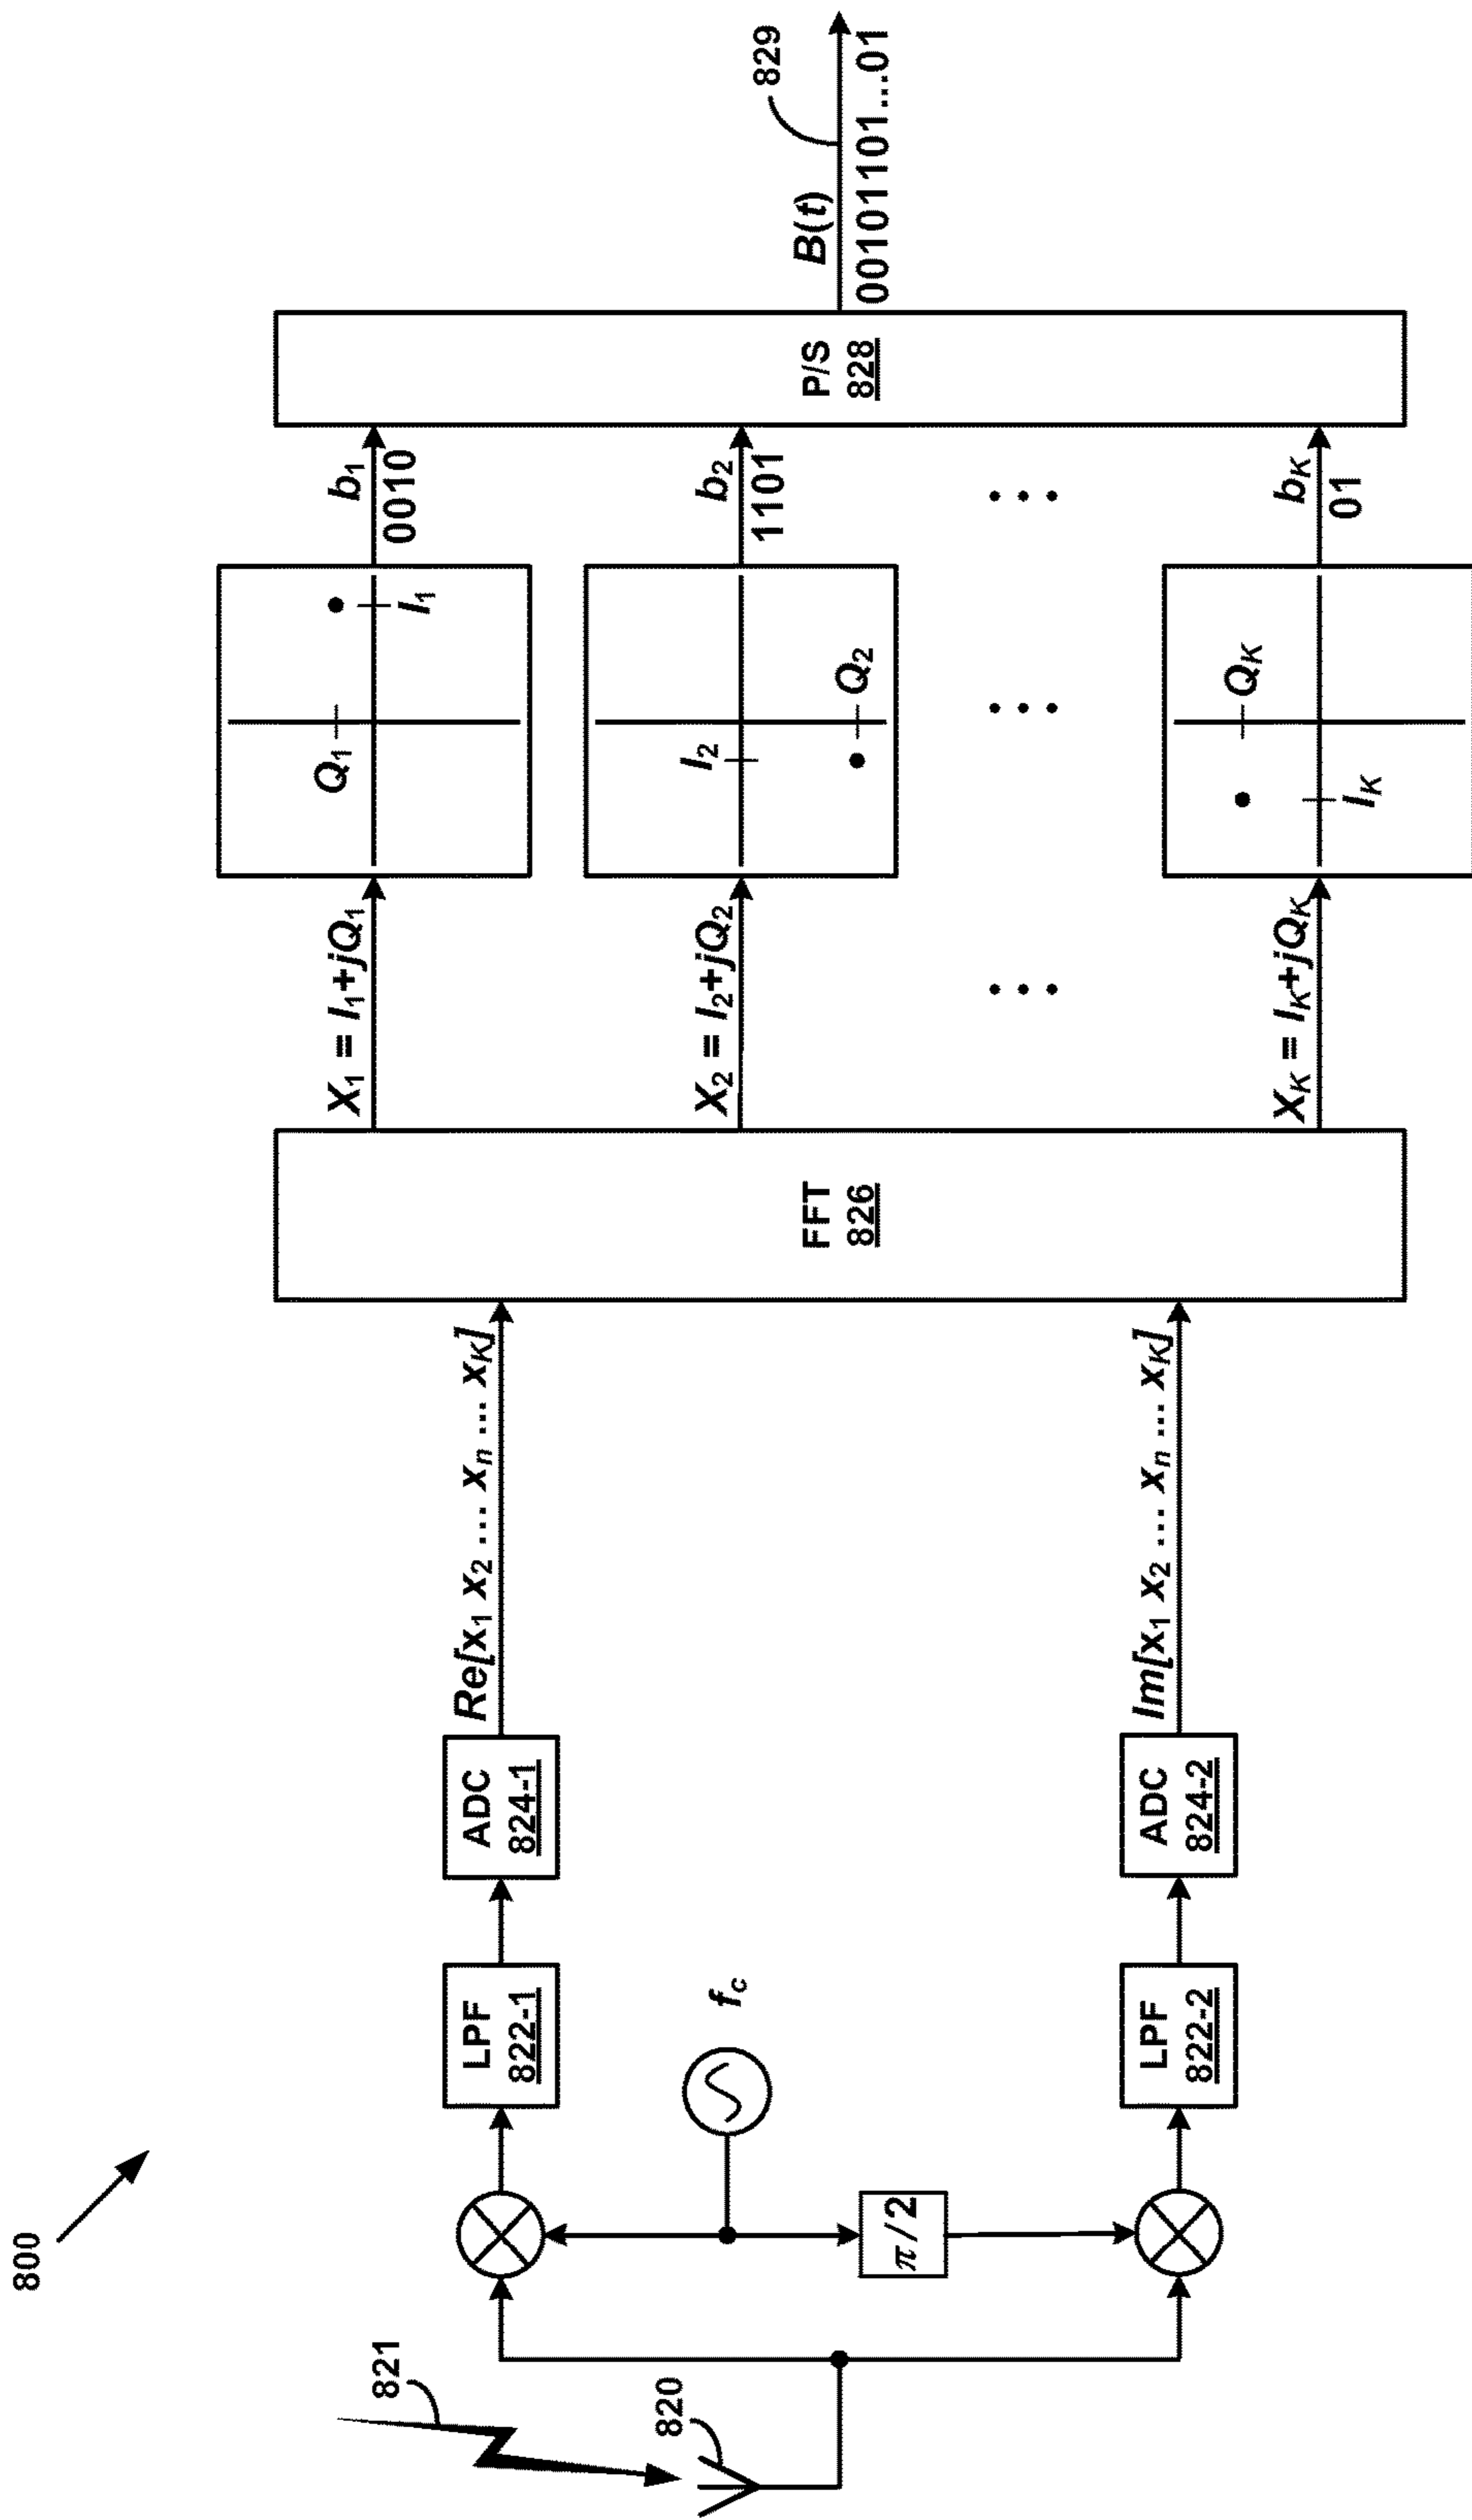 800
821
820
π/2
f_c
LPF
822-1
ADC
824-1
Re[x₁ x₂ ... xₙ ... x_K]
LPF
822-2
ADC
824-2
Im[x₁ x₂ ... xₙ ... x_K]
FFT
826
X₁ = I₁+jQ₁
Q₁
I₁
b₁
0010
X₂ = I₂+jQ₂
I₂
Q₂
b₂
1101
X_K = I_K+jQ_K
Q_K
I_K
b_K
01
P/S
828
B(t)
829
00101101...01